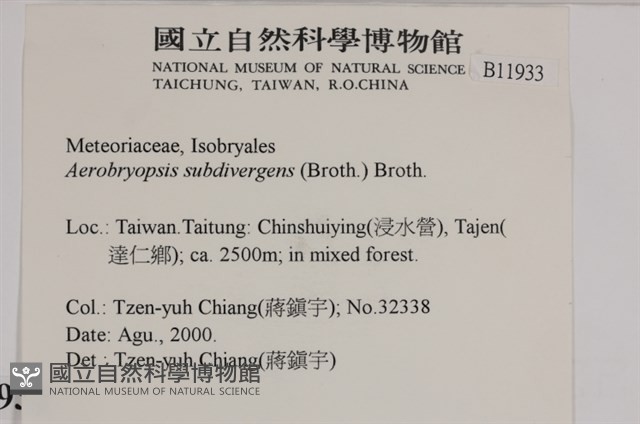 國立自然科學博物館
NATIONAL MUSEUM OF NATURAL SCIENCE
TAICHUNG, TAIWAN, R.O.CHINA
B11933
Meteoriaceae, Isobryales
Aerobryopsis subdivergens (Broth.) Broth.
Loc.: Taiwan.Taitung: Chinshuiying(浸水營), Tajen(
達仁鄉); ca. 2500m; in mixed forest.
Col.: Tzen-yuh Chiang(蔣鎭宇); No.32338
Date: Agu., 2000.
Det.: Tzen-yuh Chiang(蔣鎭宇)
國立自然科學博物館
NATIONAL MUSEUM OF NATURAL SCIENCE